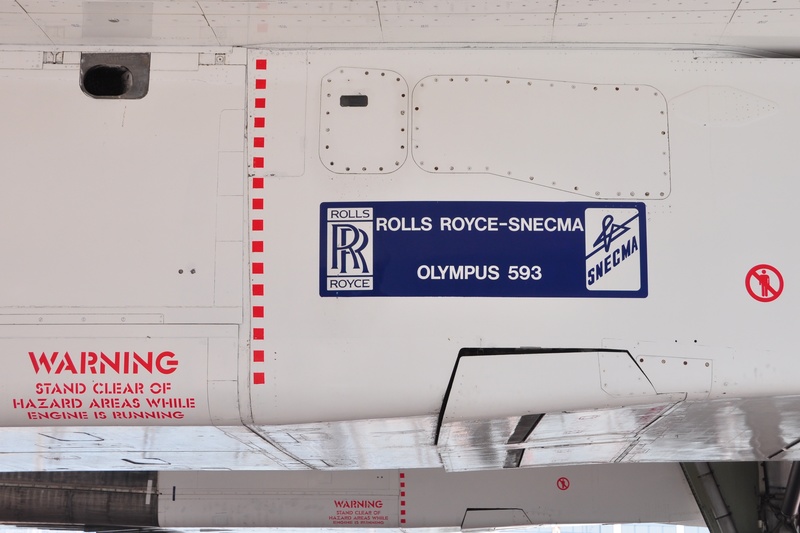 ROLLS
RR
ROYCE
ROLLS ROYCE-SNECMA
OLYMPUS 593
SNECMA
WARNING
STAND CLEAR OF
HAZARD AREAS WHILE
ENGINE IS RUNNING
WARNING
STAND CLEAR OF
HAZARD AREAS WHILE
ENGINE IS RUNNING